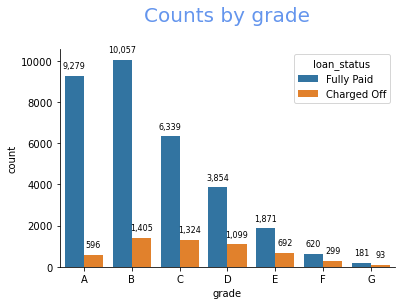 Counts by grade
loan_status
Fully Paid
Charged Off
count
10000
8000
6000
4000
2000
0
9,279
596
10,057
1,405
6,339
1,324
3,854
1,099
1,871
692
620
299
181
93
A B C D E F G
grade